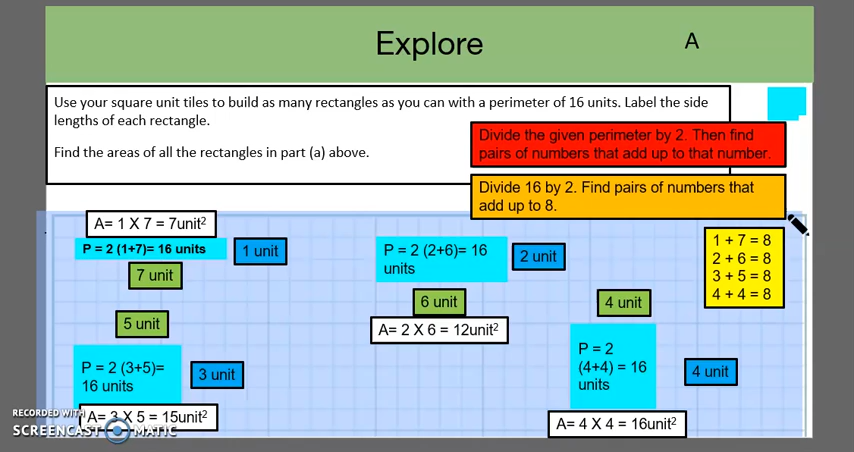 Explore
A
Use your square unit tiles to build as many rectangles as you can with a perimeter of 16 units. Label the side
lengths of each rectangle.
Find the areas of all the rectangles in part (a) above.
Divide the given perimeter by 2. Then find
pairs of numbers that add up to that number.
Divide 16 by 2. Find pairs of numbers that
add up to 8.
A= 1 X 7 = 7unit²
P = 2 (1+7)= 16 units
1 unit
7 unit
P = 2 (2+6)= 16
units
2 unit
6 unit
A= 2 X 6 = 12unit²
1 + 7 = 8
2 + 6 = 8
3 + 5 = 8
4 + 4 = 8
5 unit
P = 2 (3+5)=
16 units
3 unit
A= 3 X 5 = 15unit²
4 unit
P = 2
(4+4) = 16
units
4 unit
A= 4 X 4 = 16unit²
RECORDED WITH
SCREENCAST MATIC